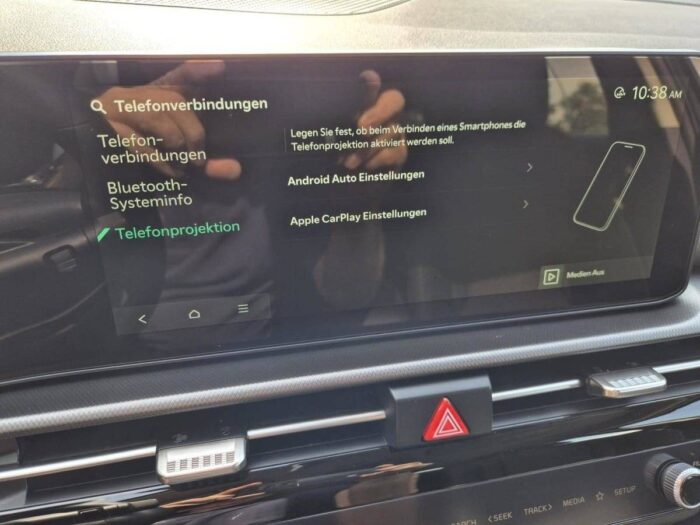 Telefonverbindungen
10:38 AM
Telefon-
verbindungen
Bluetooth-
Systeminfo
Telefonprojektion
Legen Sie fest, ob beim Verbinden eines Smartphones die
Telefonprojektion aktiviert werden soll.
Android Auto Einstellungen
Apple CarPlay Einstellungen
Medien Aus
<SEEK
TRACK>
MEDIA
SETUP